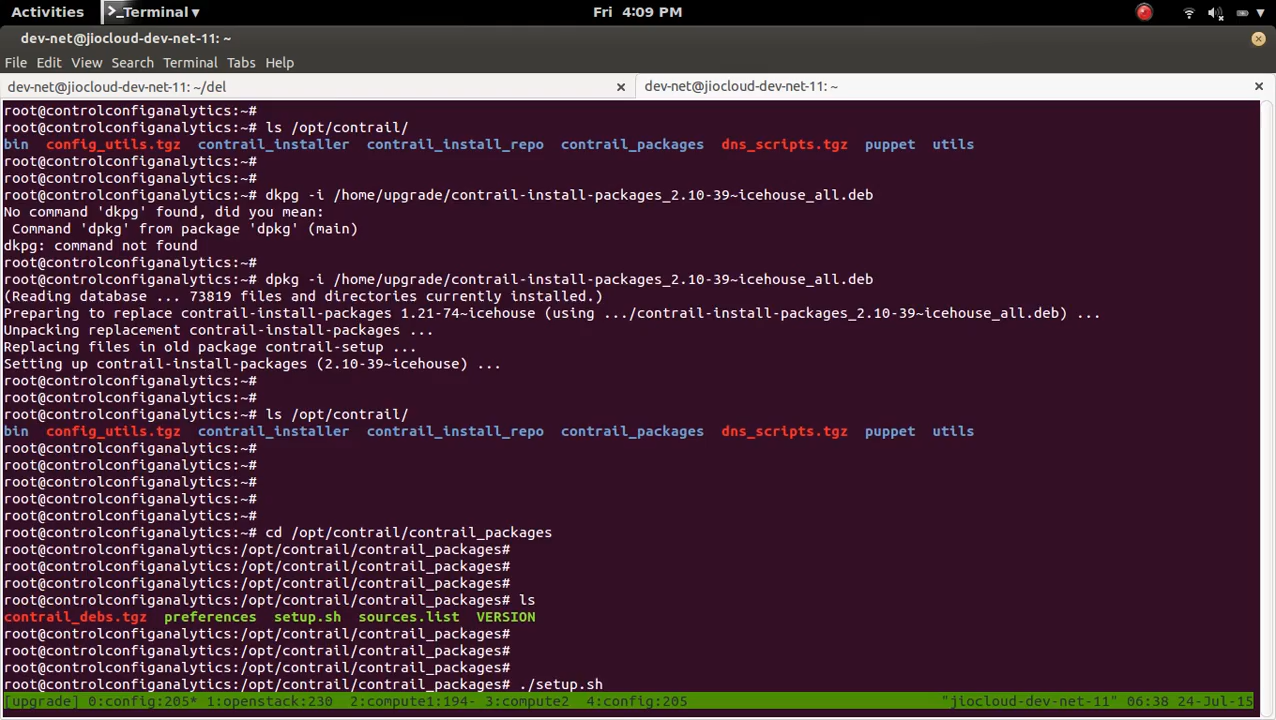 Activities >_Terminal ▾ Fri 4:09 PM
dev-net@jiocloud-dev-net-11: ~
File Edit View Search Terminal Tabs Help
dev-net@jiocloud-dev-net-11: ~/del × dev-net@jiocloud-dev-net-11: ~ ×
root@controlconfiganalytics:~#
root@controlconfiganalytics:~# ls /opt/contrail/
bin config_utils.tgz contrail_installer contrail_install_repo contrail_packages dns_scripts.tgz puppet utils
root@controlconfiganalytics:~#
root@controlconfiganalytics:~#
root@controlconfiganalytics:~# dkpg -i /home/upgrade/contrail-install-packages_2.10-39~icehouse_all.deb
No command 'dkpg' found, did you mean:
 Command 'dpkg' from package 'dpkg' (main)
dkpg: command not found
root@controlconfiganalytics:~#
root@controlconfiganalytics:~# dpkg -i /home/upgrade/contrail-install-packages_2.10-39~icehouse_all.deb
(Reading database ... 73819 files and directories currently installed.)
Preparing to replace contrail-install-packages 1.21-74~icehouse (using .../contrail-install-packages_2.10-39~icehouse_all.deb) ...
Unpacking replacement contrail-install-packages ...
Replacing files in old package contrail-setup ...
Setting up contrail-install-packages (2.10-39~icehouse) ...
root@controlconfiganalytics:~#
root@controlconfiganalytics:~#
root@controlconfiganalytics:~# ls /opt/contrail/
bin config_utils.tgz contrail_installer contrail_install_repo contrail_packages dns_scripts.tgz puppet utils
root@controlconfiganalytics:~#
root@controlconfiganalytics:~#
root@controlconfiganalytics:~#
root@controlconfiganalytics:~#
root@controlconfiganalytics:~#
root@controlconfiganalytics:~# cd /opt/contrail/contrail_packages
root@controlconfiganalytics:/opt/contrail/contrail_packages#
root@controlconfiganalytics:/opt/contrail/contrail_packages#
root@controlconfiganalytics:/opt/contrail/contrail_packages#
root@controlconfiganalytics:/opt/contrail/contrail_packages# ls
contrail_debs.tgz preferences setup.sh sources.list VERSION
root@controlconfiganalytics:/opt/contrail/contrail_packages#
root@controlconfiganalytics:/opt/contrail/contrail_packages#
root@controlconfiganalytics:/opt/contrail/contrail_packages#
root@controlconfiganalytics:/opt/contrail/contrail_packages# ./setup.sh
[upgrade] 0:config:205* 1:openstack:230 2:compute1:194- 3:compute2 4:config:205 "jiocloud-dev-net-11" 06:38 24-Jul-15